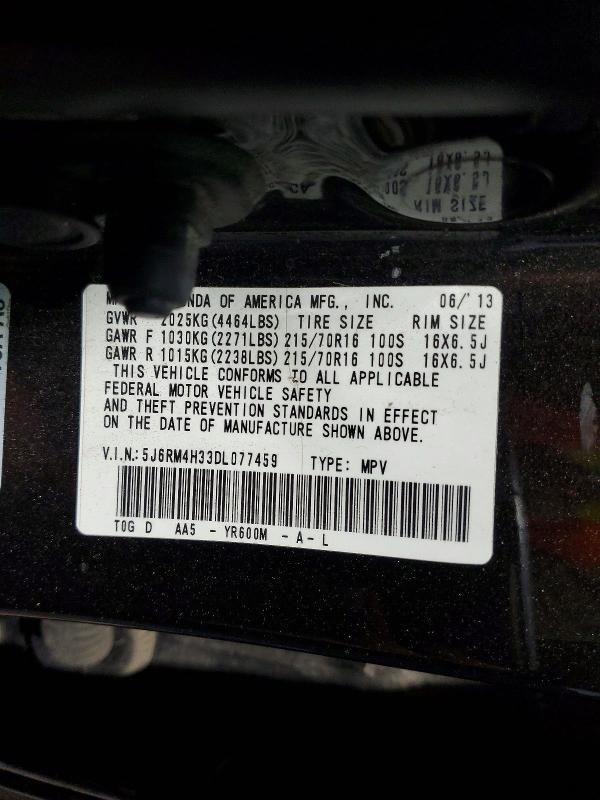 OF AMERICA MFG., INC. 06/'13
GVWR 2025KG(4464LBS) TIRE SIZE RIM SIZE
GAWR F 1030KG(2271LBS) 215/70R16 100S 16X6.5J
GAWR R 1015KG(2238LBS) 215/70R16 100S 16X6.5J
THIS VEHICLE CONFORMS TO ALL APPLICABLE
FEDERAL MOTOR VEHICLE SAFETY
AND THEFT PREVENTION STANDARDS IN EFFECT
ON THE DATE OF MANUFACTURE SHOWN ABOVE.
V.I.N.:5J6RM4H33DL077459 TYPE: MPV
T0G D AA5 - YR600M - A - L